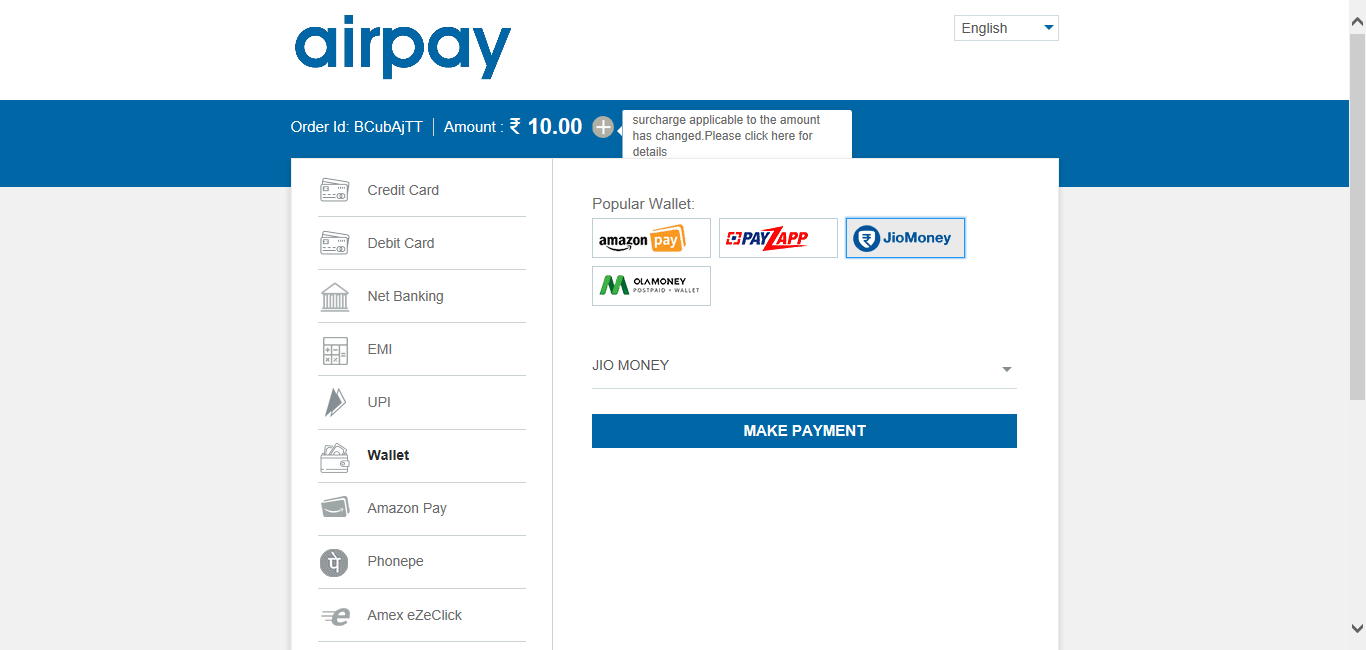 airpay
English
Order Id: BCubAjTT Amount : ₹ 10.00
surcharge applicable to the amount
has changed.Please click here for
details
Credit Card
Debit Card
Net Banking
EMI
UPI
Wallet
Amazon Pay
पे Phonepe
e Amex eZeClick
Popular Wallet:
amazon pay
PAYZAPP
₹ JioMoney
OLAMONEY
POSTPAID + WALLET
JIO MONEY
MAKE PAYMENT